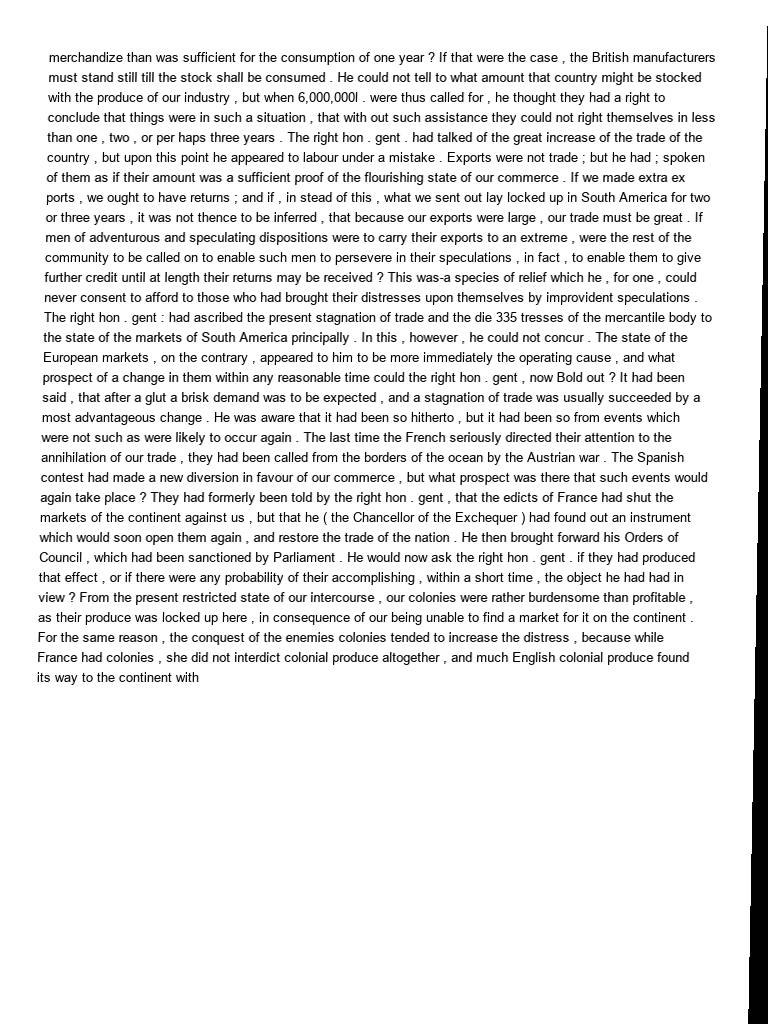 merchandize than was sufficient for the consumption of one year ? If that were the case , the British manufacturers
must stand still till the stock shall be consumed . He could not tell to what amount that country might be stocked
with the produce of our industry , but when 6,000,000l . were thus called for , he thought they had a right to
conclude that things were in such a situation , that with out such assistance they could not right themselves in less
than one , two , or per haps three years . The right hon . gent . had talked of the great increase of the trade of the
country , but upon this point he appeared to labour under a mistake . Exports were not trade ; but he had ; spoken
of them as if their amount was a sufficient proof of the flourishing state of our commerce . If we made extra ex
ports , we ought to have returns ; and if , in stead of this , what we sent out lay locked up in South America for two
or three years , it was not thence to be inferred , that because our exports were large , our trade must be great . If
men of adventurous and speculating dispositions were to carry their exports to an extreme , were the rest of the
community to be called on to enable such men to persevere in their speculations , in fact , to enable them to give
further credit until at length their returns may be received ? This was-a species of relief which he , for one , could
never consent to afford to those who had brought their distresses upon themselves by improvident speculations .
The right hon . gent : had ascribed the present stagnation of trade and the die 335 tresses of the mercantile body to
the state of the markets of South America principally . In this , however , he could not concur . The state of the
European markets , on the contrary , appeared to him to be more immediately the operating cause , and what
prospect of a change in them within any reasonable time could the right hon . gent , now Bold out ? It had been
said , that after a glut a brisk demand was to be expected , and a stagnation of trade was usually succeeded by a
most advantageous change . He was aware that it had been so hitherto , but it had been so from events which
were not such as were likely to occur again . The last time the French seriously directed their attention to the
annihilation of our trade , they had been called from the borders of the ocean by the Austrian war . The Spanish
contest had made a new diversion in favour of our commerce , but what prospect was there that such events would
again take place ? They had formerly been told by the right hon . gent , that the edicts of France had shut the
markets of the continent against us , but that he ( the Chancellor of the Exchequer ) had found out an instrument
which would soon open them again , and restore the trade of the nation . He then brought forward his Orders of
Council , which had been sanctioned by Parliament . He would now ask the right hon . gent . if they had produced
that effect , or if there were any probability of their accomplishing , within a short time , the object he had had in
view ? From the present restricted state of our intercourse , our colonies were rather burdensome than profitable ,
as their produce was locked up here , in consequence of our being unable to find a market for it on the continent .
For the same reason , the conquest of the enemies colonies tended to increase the distress , because while
France had colonies , she did not interdict colonial produce altogether , and much English colonial produce found
its way to the continent with